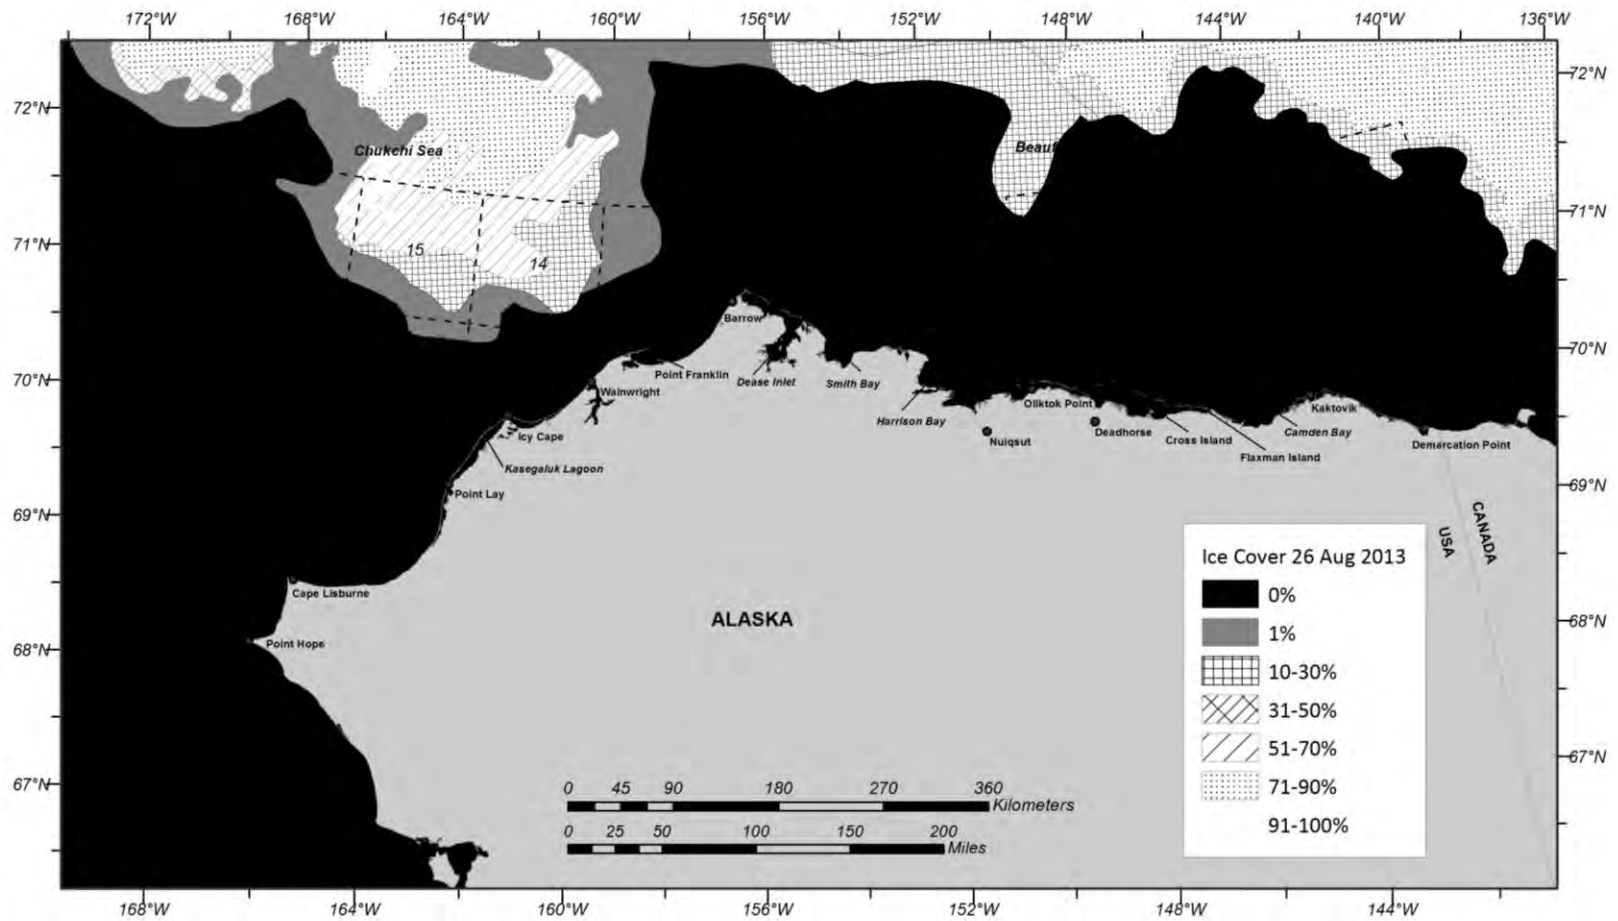 172°W 168°W 164°W 160°W 156°W 152°W 148°W 144°W 140°W 136°W
72°N 72°N
Chukchi Sea
Beauf
71°N 71°N
15
14
Barrow
70°N 70°N
Point Franklin
Dease Inlet
Smith Bay
Wainwright
Harrison Bay
Oliktok Point
Kaktovik
Icy Cape
Nuiqsut
Deadhorse
Cross Island
Camden Bay
Demarcation Point
Flaxman Island
Kasegaluk Lagoon
Point Lay
69°N 69°N
USA
CANADA
Cape Lisburne
ALASKA
68°N 68°N
Point Hope
67°N 67°N
Ice Cover 26 Aug 2013
0%
1%
10-30%
31-50%
51-70%
71-90%
91-100%
0 45 90 180 270 360
Kilometers
0 25 50 100 150 200
Miles
168°W 164°W 160°W 156°W 152°W 148°W 144°W